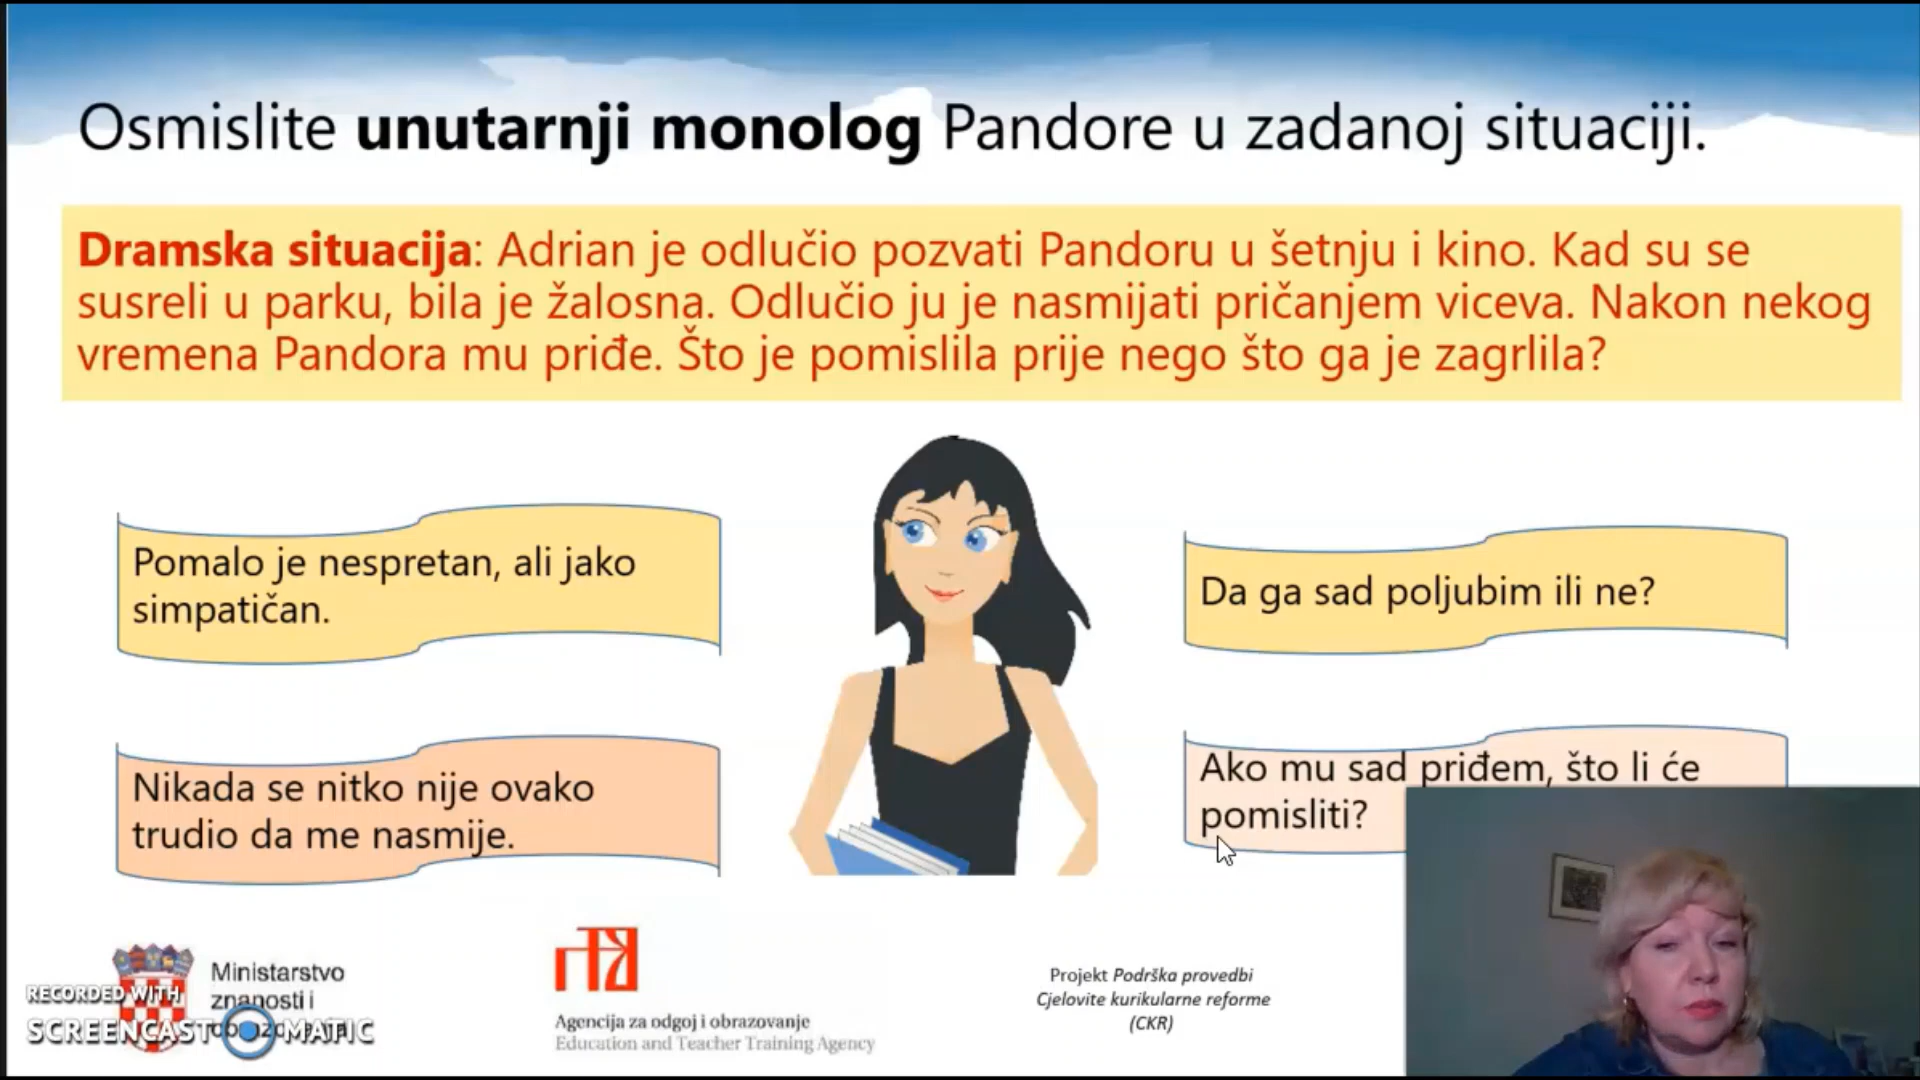 Osmislite unutarnji monolog Pandore u zadanoj situaciji.
Dramska situacija: Adrian je odlučio pozvati Pandoru u šetnju i kino. Kad su se
susreli u parku, bila je žalosna. Odlučio ju je nasmijati pričanjem viceva. Nakon nekog
vremena Pandora mu priđe. Što je pomislila prije nego što ga je zagrlila?
Pomalo je nespretan, ali jako
simpatičan.
Da ga sad poljubim ili ne?
Nikada se nitko nije ovako
trudio da me nasmije.
Ako mu sad priđem, što li će
pomisliti?
Ministarstvo
znanosti i
RECORDED WITH
SCREENCAST MATIC
Agencija za odgoj i obrazovanje
Education and Teacher Training Agency
Projekt Podrška provedbi
Cjelovite kurikularne reforme
(CKR)